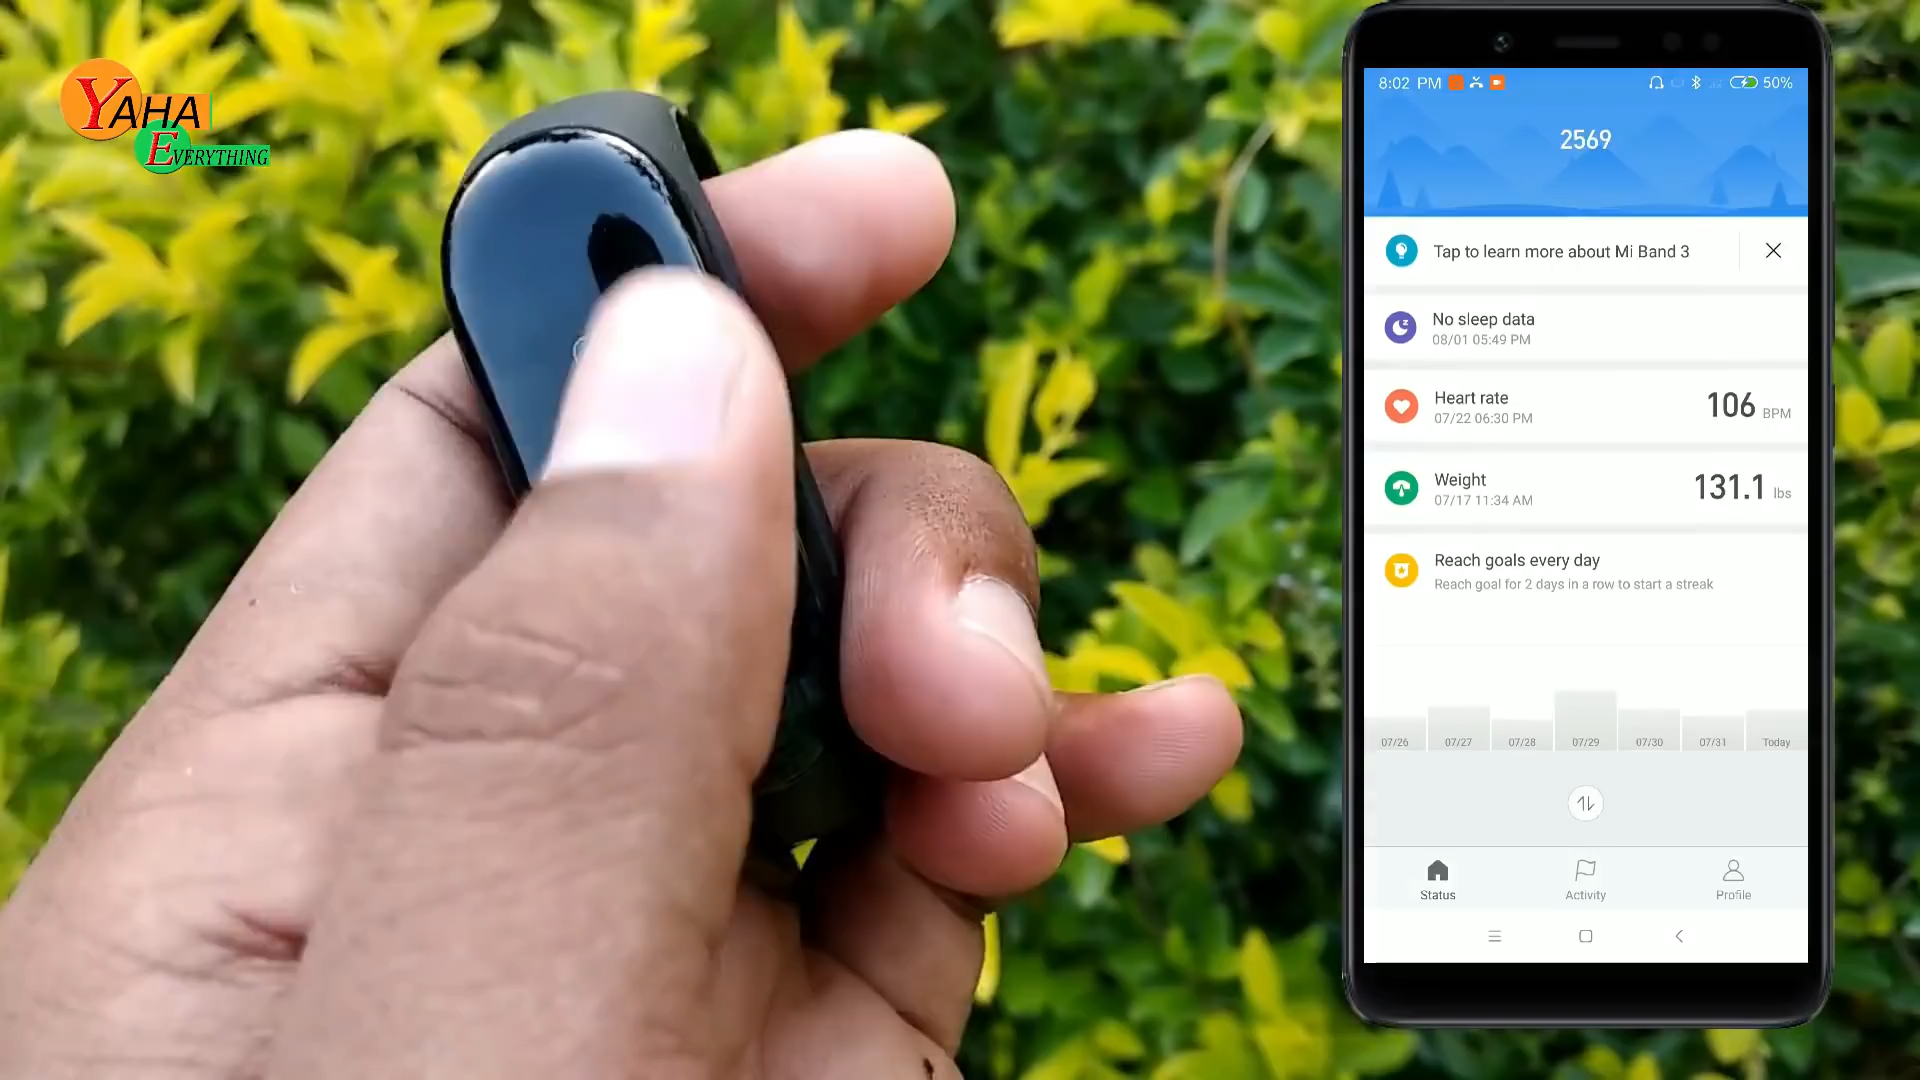 YAHA
EVERYTHING
8:02 PM
50%
2569
Tap to learn more about Mi Band 3
No sleep data
08/01 05:49 PM
Heart rate
07/22 06:30 PM
106 BPM
Weight
07/17 11:34 AM
131.1 lbs
Reach goals every day
Reach goal for 2 days in a row to start a streak
07/26 07/27 07/28 07/29 07/30 07/31 Today
Status Activity Profile